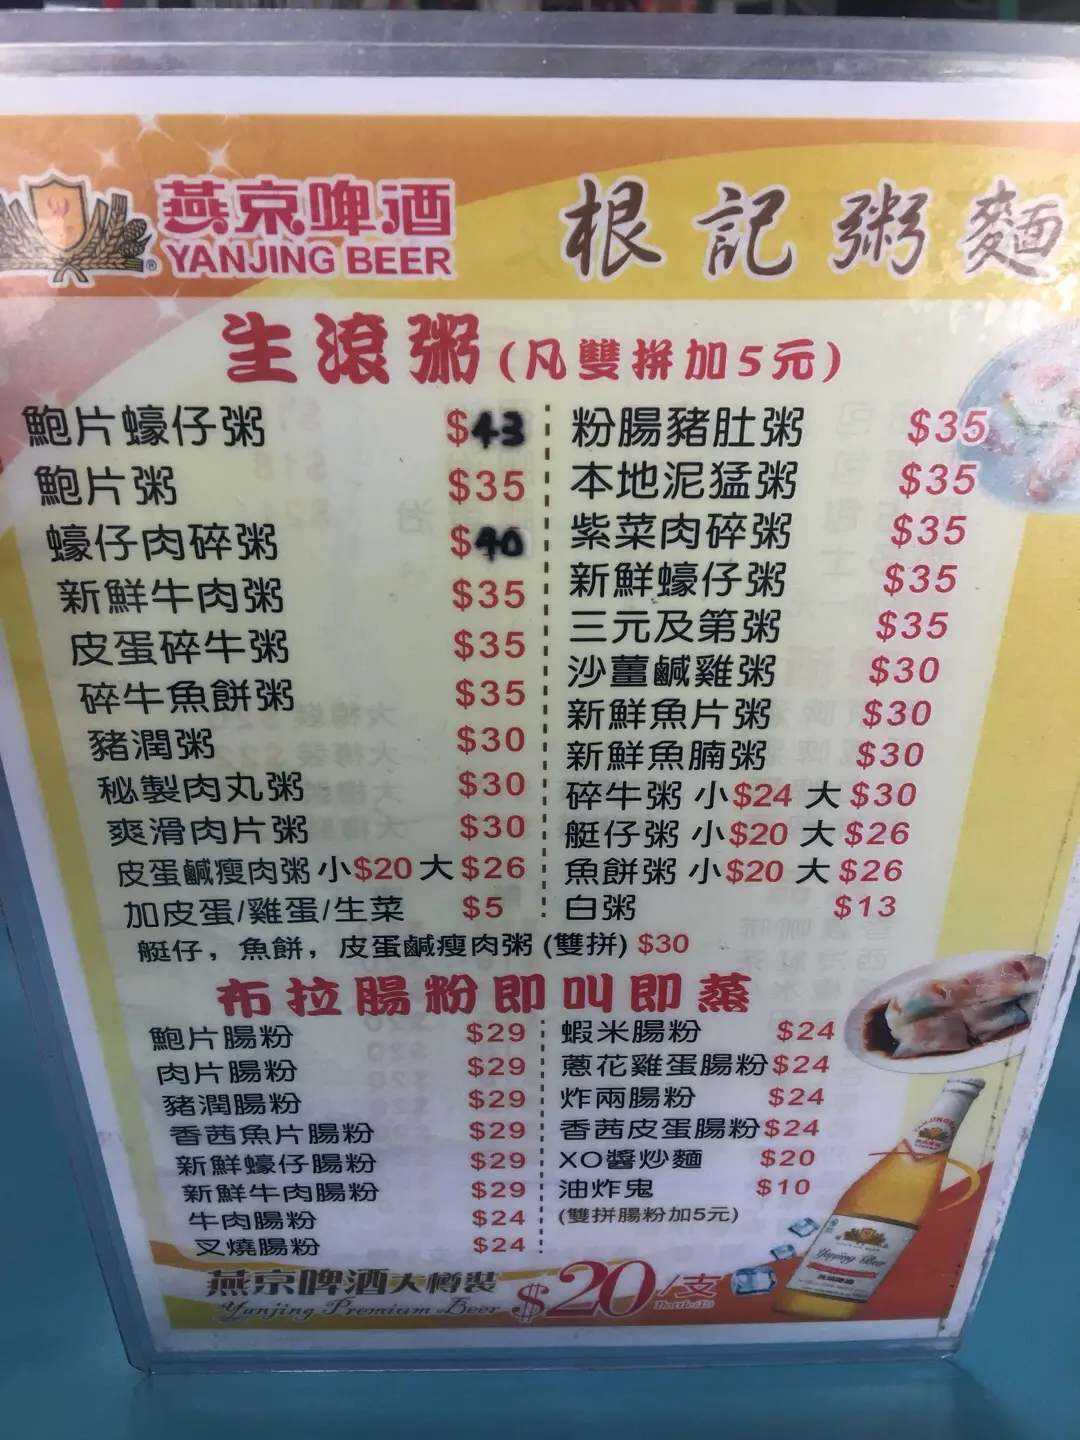 燕京啤酒
YANJING BEER
根記粥麵
生滾粥(凡雙拼加5元)
鮑片蠔仔粥 $43
鮑片粥 $35
蠔仔肉碎粥 $40
新鮮牛肉粥 $35
皮蛋碎牛粥 $35
碎牛魚餅粥 $35
豬潤粥 $30
秘製肉丸粥 $30
爽滑肉片粥 $30
皮蛋鹹瘦肉粥 小$20 大$26
加皮蛋/雞蛋/生菜 $5
粉腸豬肚粥 $35
本地泥猛粥 $35
紫菜肉碎粥 $35
新鮮蠔仔粥 $35
三元及第粥 $35
沙薑鹹雞粥 $30
新鮮魚片粥 $30
新鮮魚腩粥 $30
碎牛粥 小$24 大$30
艇仔粥 小$20 大$26
魚餅粥 小$20 大$26
白粥 $13
艇仔，魚餅，皮蛋鹹瘦肉粥(雙拼) $30
布拉腸粉即叫即蒸
鮑片腸粉 $29
肉片腸粉 $29
豬潤腸粉 $29
香茜魚片腸粉 $29
新鮮蠔仔腸粉 $29
新鮮牛肉腸粉 $29
牛肉腸粉 $24
叉燒腸粉 $24
蝦米腸粉 $24
蔥花雞蛋腸粉 $24
炸兩腸粉 $24
香茜皮蛋腸粉 $24
XO醬炒麵 $20
油炸鬼 $10
(雙拼腸粉加5元)
燕京啤酒大樽裝 $20/支
Yanjing Premium Beer